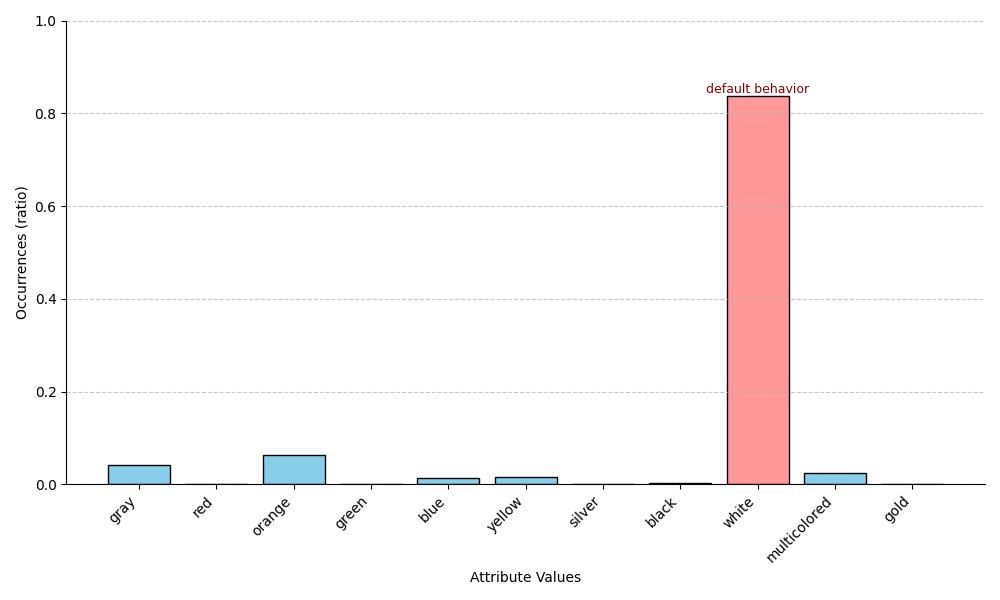 default behavior
1.0
0.8
0.6
0.4
0.2
0.0
Occurrences (ratio)
gray
red
orange
green
blue
yellow
silver
black
white
multicolored
gold
Attribute Values